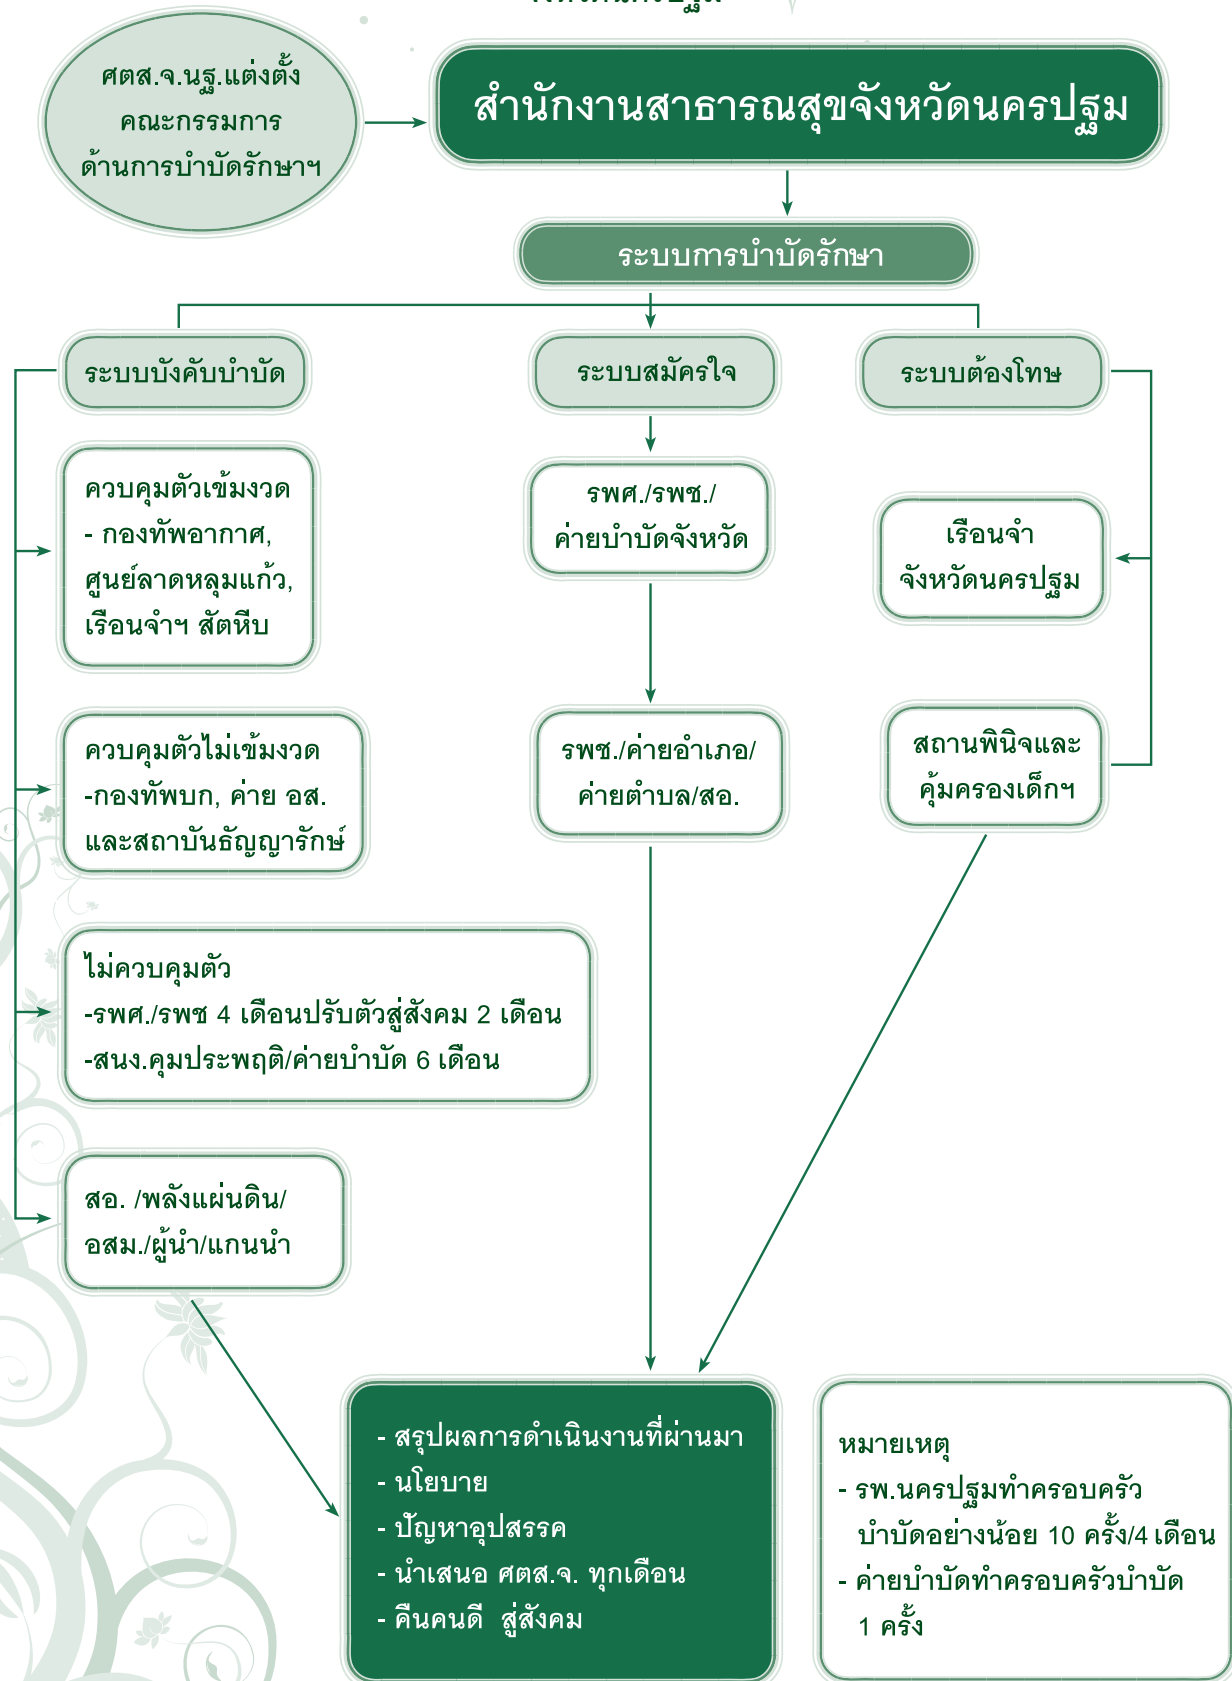 ศตส.จ.นฐ.แต่งตั้ง
คณะกรรมการ
ด้านการบำบัดรักษาฯ
สำนักงานสาธารณสุขจังหวัดนครปฐม
ระบบการบำบัดรักษา
ระบบบังคับบำบัด
ระบบสมัครใจ
ระบบต้องโทษ
ควบคุมตัวเข้มงวด
- กองทัพอากาศ,
ศูนย์ลาดหลุมแก้ว,
เรือนจำฯ สัตหีบ
รพศ./รพช./
ค่ายบำบัดจังหวัด
เรือนจำ
จังหวัดนครปฐม
ควบคุมตัวไม่เข้มงวด
-กองทัพบก, ค่าย อส.
และสถาบันธัญญารักษ์
รพช./ค่ายอำเภอ/
ค่ายตำบล/สอ.
สถานพินิจและ
คุ้มครองเด็กฯ
ไม่ควบคุมตัว
-รพศ./รพช 4 เดือนปรับตัวสู่สังคม 2 เดือน
-สนง.คุมประพฤติ/ค่ายบำบัด 6 เดือน
สอ. /พลังแผ่นดิน/
อสม./ผู้นำ/แกนนำ
- สรุปผลการดำเนินงานที่ผ่านมา
- นโยบาย
- ปัญหาอุปสรรค
- นำเสนอ ศตส.จ. ทุกเดือน
- คืนคนดี สู่สังคม
หมายเหตุ
- รพ.นครปฐมทำครอบครัว
บำบัดอย่างน้อย 10 ครั้ง/4 เดือน
- ค่ายบำบัดทำครอบครัวบำบัด
1 ครั้ง